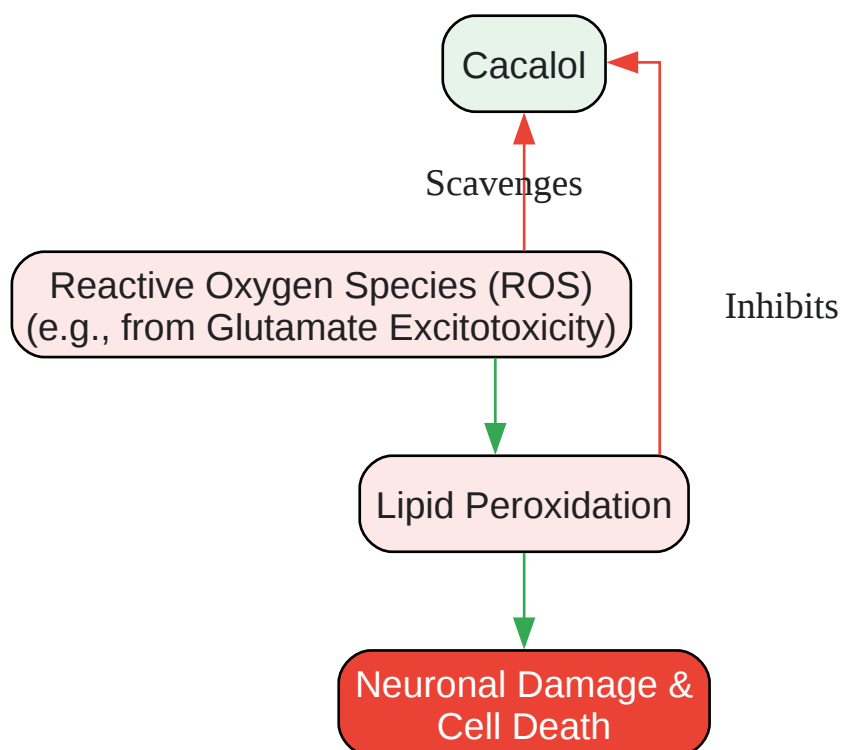 Cacalol
Scavenges
Reactive Oxygen Species (ROS)
(e.g., from Glutamate Excitotoxicity)
Inhibits
Lipid Peroxidation
Neuronal Damage &
Cell Death